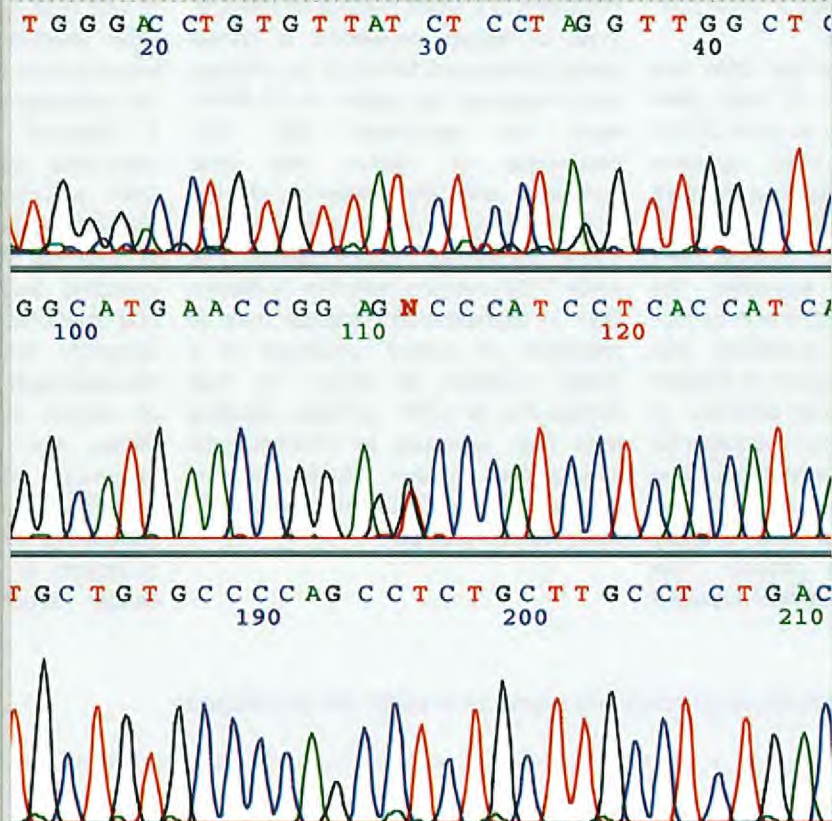 T G G G A C C T G T G T T A T C T C C T A G G T T G G C T C
20 30 40
G G C A T G A A C C G G A G N C C C A T C C T C A C C A T C A
100 110 120
T G C T G T G C C C C A G C C T C T G C T T G C C T C T G A C
190 200 210